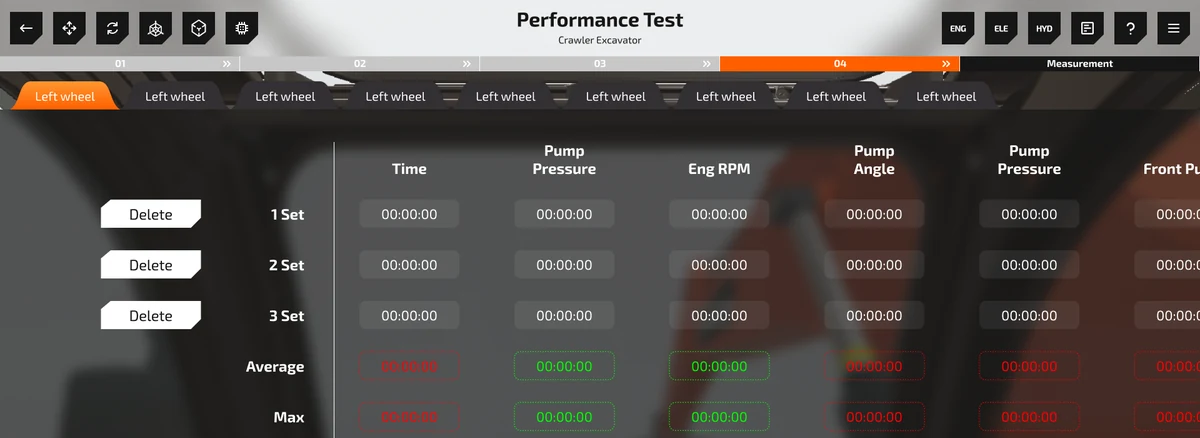 Performance Test
Crawler Excavator
ENG
ELE
HYD
?
01 »
02 »
03 »
04 »
Measurement
Left wheel Left wheel Left wheel Left wheel Left wheel Left wheel Left wheel Left wheel Left wheel
Time Pump Pressure Eng RPM Pump Angle Pump Pressure Front Pu
Delete 1 Set 00:00:00 00:00:00 00:00:00 00:00:00 00:00:00 00:00:0
Delete 2 Set 00:00:00 00:00:00 00:00:00 00:00:00 00:00:00 00:00:0
Delete 3 Set 00:00:00 00:00:00 00:00:00 00:00:00 00:00:00 00:00:0
Average 00:00:00 00:00:00 00:00:00 00:00:00 00:00:00 00:00:0
Max 00:00:00 00:00:00 00:00:00 00:00:00 00:00:00 00:00:0